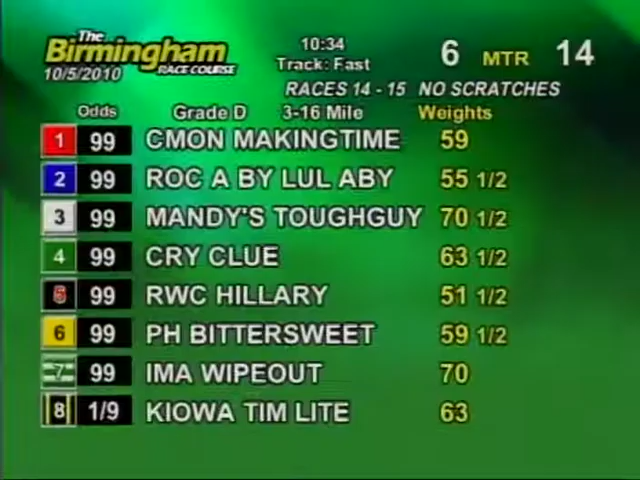 The
Birmingham
RACE COURSE
10/5/2010
10:34
Track: Fast
6 MTR 14
RACES 14 - 15 NO SCRATCHES
Odds Grade D 3-16 Mile Weights
1 99 CMON MAKINGTIME 59
2 99 ROC A BY LUL ABY 55 1/2
3 99 MANDY'S TOUGHGUY 70 1/2
4 99 CRY CLUE 63 1/2
5 99 RWC HILLARY 51 1/2
6 99 PH BITTERSWEET 59 1/2
7 99 IMA WIPEOUT 70
8 1/9 KIOWA TIM LITE 63